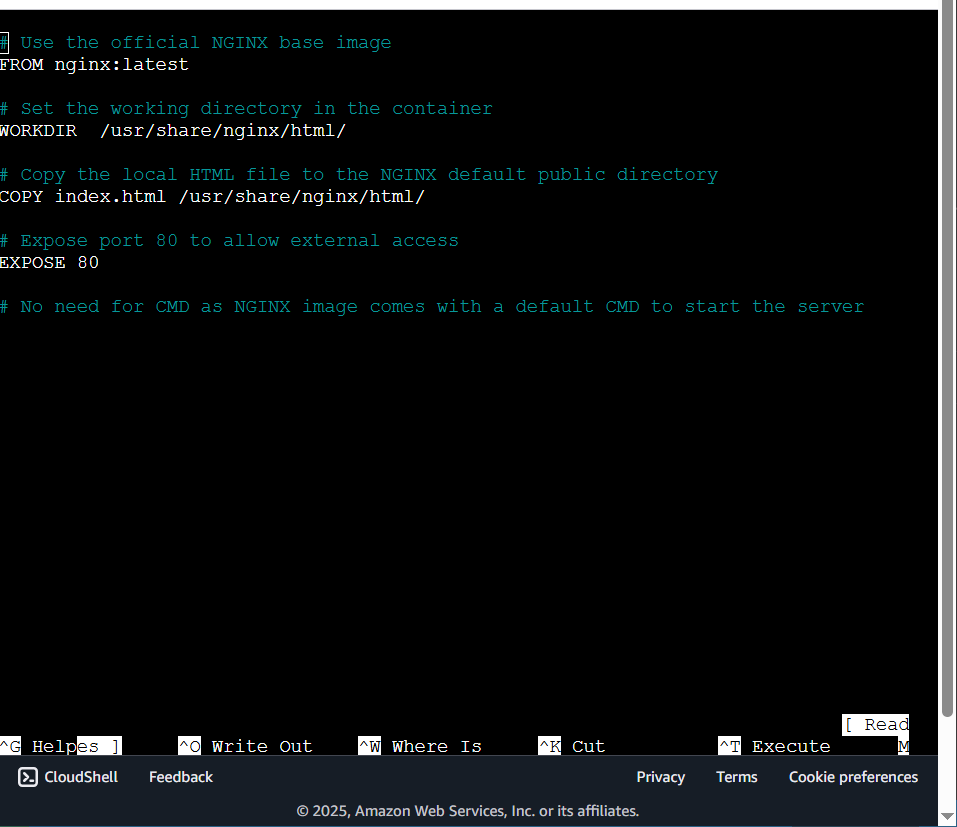 # Use the official NGINX base image
FROM nginx:latest
# Set the working directory in the container
WORKDIR  /usr/share/nginx/html/
# Copy the local HTML file to the NGINX default public directory
COPY index.html /usr/share/nginx/html/
# Expose port 80 to allow external access
EXPOSE 80
# No need for CMD as NGINX image comes with a default CMD to start the server
[ Read
^G Helpes ] ^O Write Out ^W Where Is ^K Cut ^T Execute M
CloudShell Feedback Privacy Terms Cookie preferences
© 2025, Amazon Web Services, Inc. or its affiliates.